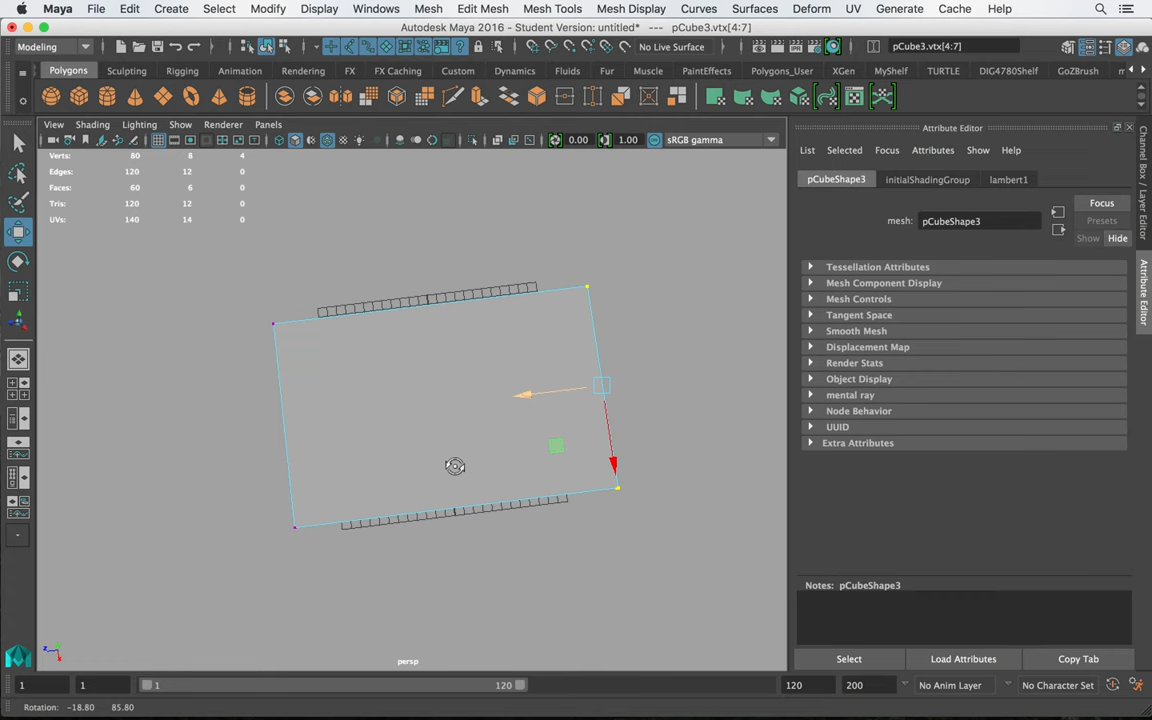 Maya File Edit Create Select Modify Display Windows Mesh Edit Mesh Mesh Tools Mesh Display Curves Surfaces Deform UV Generate Cache Help
Autodesk Maya 2016 - Student Version: untitled* --- pCube3.vtx[4:7]
Modeling No Live Surface pCube3.vtx[4:7]
Polygons Sculpting Rigging Animation Rendering FX FX Caching Custom Dynamics Fluids Fur Muscle PaintEffects Polygons_User XGen MyShelf TURTLE DIG4780Shelf GoZBrush
View Shading Lighting Show Renderer Panels
0.00 1.00 sRGB gamma
Verts: 80 8 4
Edges: 120 12 0
Faces: 60 6 0
Tris: 120 12 0
UVs: 140 14 0
z
persp
Attribute Editor
List Selected Focus Attributes Show Help
pCubeShape3 initialShadingGroup lambert1
mesh: pCubeShape3
Focus
Presets
Show Hide
Tessellation Attributes
Mesh Component Display
Mesh Controls
Tangent Space
Smooth Mesh
Displacement Map
Render Stats
Object Display
mental ray
Node Behavior
UUID
Extra Attributes
Notes: pCubeShape3
Select Load Attributes Copy Tab
Channel Box / Layer Editor
Attribute Editor
1 1 1 120 120 200 No Anim Layer No Character Set
Rotation: -18.80 85.80